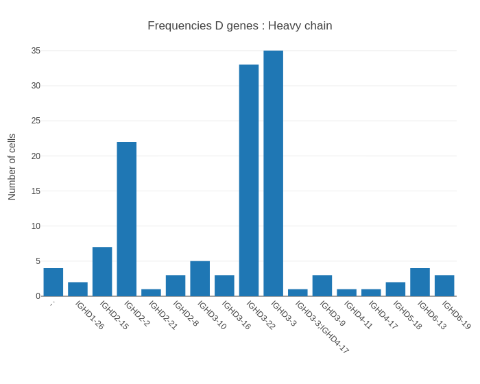 Frequencies D genes : Heavy chain
Number of cells
35
30
25
20
15
10
5
0
.
IGHD1-26
IGHD2-15
IGHD2-2
IGHD2-21
IGHD2-8
IGHD3-10
IGHD3-16
IGHD3-22
IGHD3-3
IGHD3-3,IGHD4-17
IGHD3-9
IGHD4-11
IGHD4-17
IGHD5-18
IGHD6-13
IGHD6-19